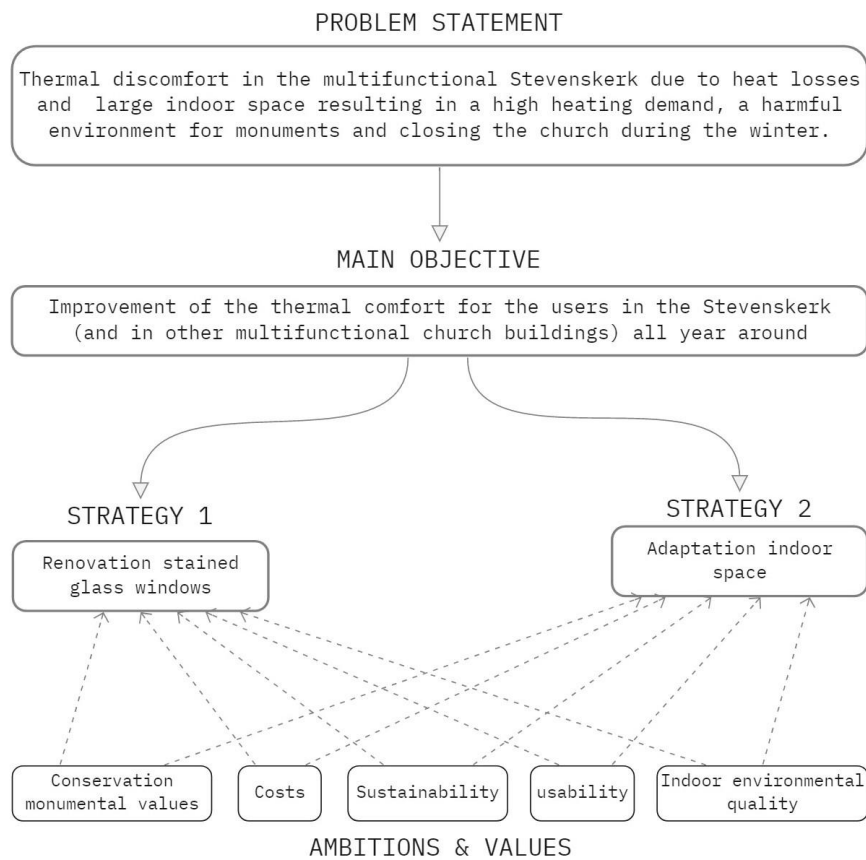 PROBLEM STATEMENT
Thermal discomfort in the multifunctional Stevenskerk due to heat losses
and large indoor space resulting in a high heating demand, a harmful
environment for monuments and closing the church during the winter.
MAIN OBJECTIVE
Improvement of the thermal comfort for the users in the Stevenskerk
(and in other multifunctional church buildings) all year around
STRATEGY 1
Renovation stained
glass windows
STRATEGY 2
Adaptation indoor
space
Conservation
monumental values
Costs
Sustainability
usability
Indoor environmental
quality
AMBITIONS & VALUES